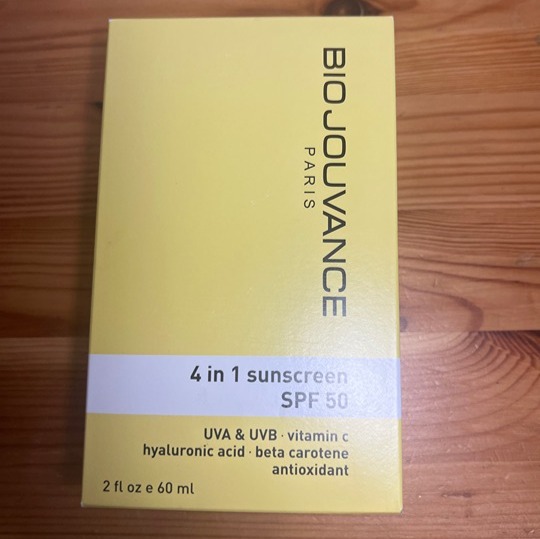 BIOJOUVANCE
PARIS
4 in 1 sunscreen
SPF 50
UVA & UVB · vitamin c
hyaluronic acid · beta carotene
antioxidant
2 fl oz e 60 ml